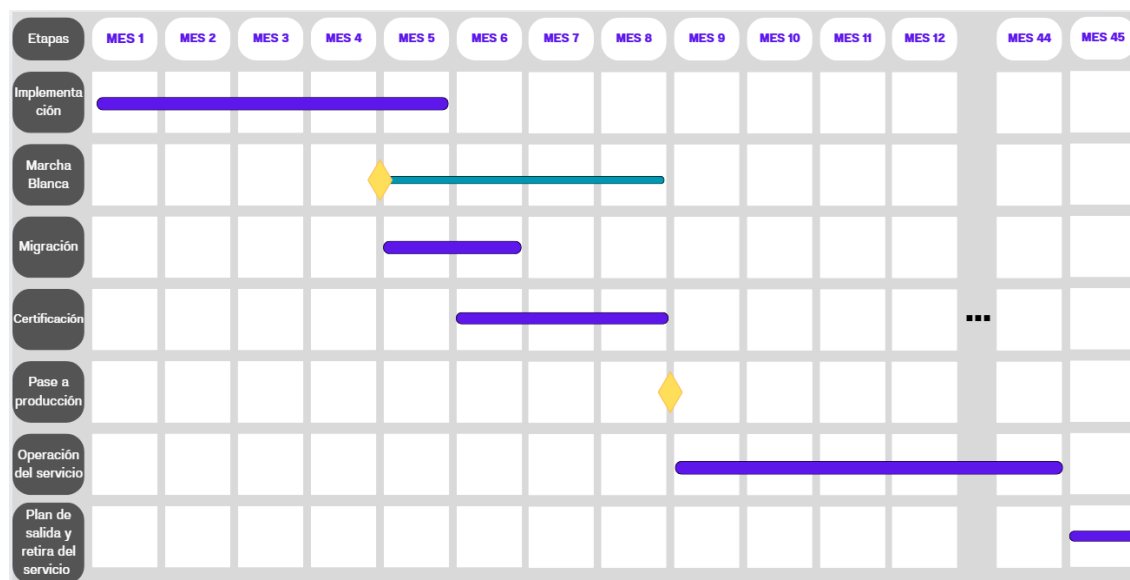 Etapas
MES 1
MES 2
MES 3
MES 4
MES 5
MES 6
MES 7
MES 8
MES 9
MES 10
MES 11
MES 12
MES 44
MES 45
Implementa
ción
Marcha
Blanca
Migración
Certificación
...
Pase a
producción
Operación
del servicio
Plan de
salida y
retira del
servicio